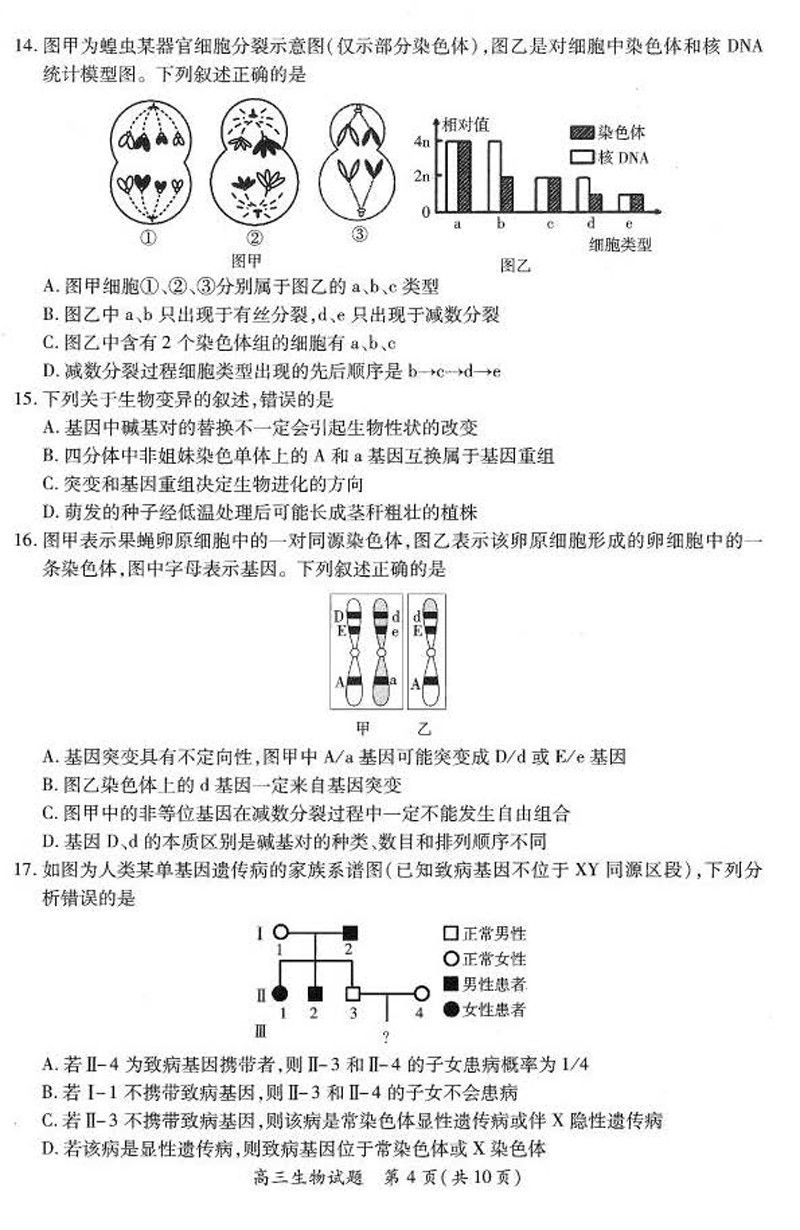 14. 图甲为蝗虫某器官细胞分裂示意图(仅示部分染色体),图乙是对细胞中染色体和核 DNA
统计模型图。下列叙述正确的是
相对值
4n
2n
0
染色体
核 DNA
a b c d e
细胞类型
① ② ③
图甲
图乙
A. 图甲细胞①、②、③分别属于图乙的 a、b、c 类型
B. 图乙中 a、b 只出现于有丝分裂,d、e 只出现于减数分裂
C. 图乙中含有 2 个染色体组的细胞有 a、b、c
D. 减数分裂过程细胞类型出现的先后顺序是 b→c→d→e
15. 下列关于生物变异的叙述,错误的是
A. 基因中碱基对的替换不一定会引起生物性状的改变
B. 四分体中非姐妹染色单体上的 A 和 a 基因互换属于基因重组
C. 突变和基因重组决定生物进化的方向
D. 萌发的种子经低温处理后可能长成茎秆粗壮的植株
16. 图甲表示果蝇卵原细胞中的一对同源染色体,图乙表示该卵原细胞形成的卵细胞中的一
条染色体,图中字母表示基因。下列叙述正确的是
D d d
E e E
A a A
甲 乙
A. 基因突变具有不定向性,图甲中 A/a 基因可能突变成 D/d 或 E/e 基因
B. 图乙染色体上的 d 基因一定来自基因突变
C. 图甲中的非等位基因在减数分裂过程中一定不能发生自由组合
D. 基因 D、d 的本质区别是碱基对的种类、数目和排列顺序不同
17. 如图为人类某单基因遗传病的家族系谱图(已知致病基因不位于 XY 同源区段),下列分
析错误的是
Ⅰ
1 2
Ⅱ
1 2 3 4
Ⅲ
?
正常男性
正常女性
男性患者
女性患者
A. 若Ⅱ-4 为致病基因携带者,则Ⅱ-3 和Ⅱ-4 的子女患病概率为 1/4
B. 若Ⅰ-1 不携带致病基因,则Ⅱ-3 和Ⅱ-4 的子女不会患病
C. 若Ⅱ-3 不携带致病基因,则该病是常染色体显性遗传病或伴 X 隐性遗传病
D. 若该病是显性遗传病,则致病基因位于常染色体或 X 染色体
高三生物试题 第 4 页(共 10 页)